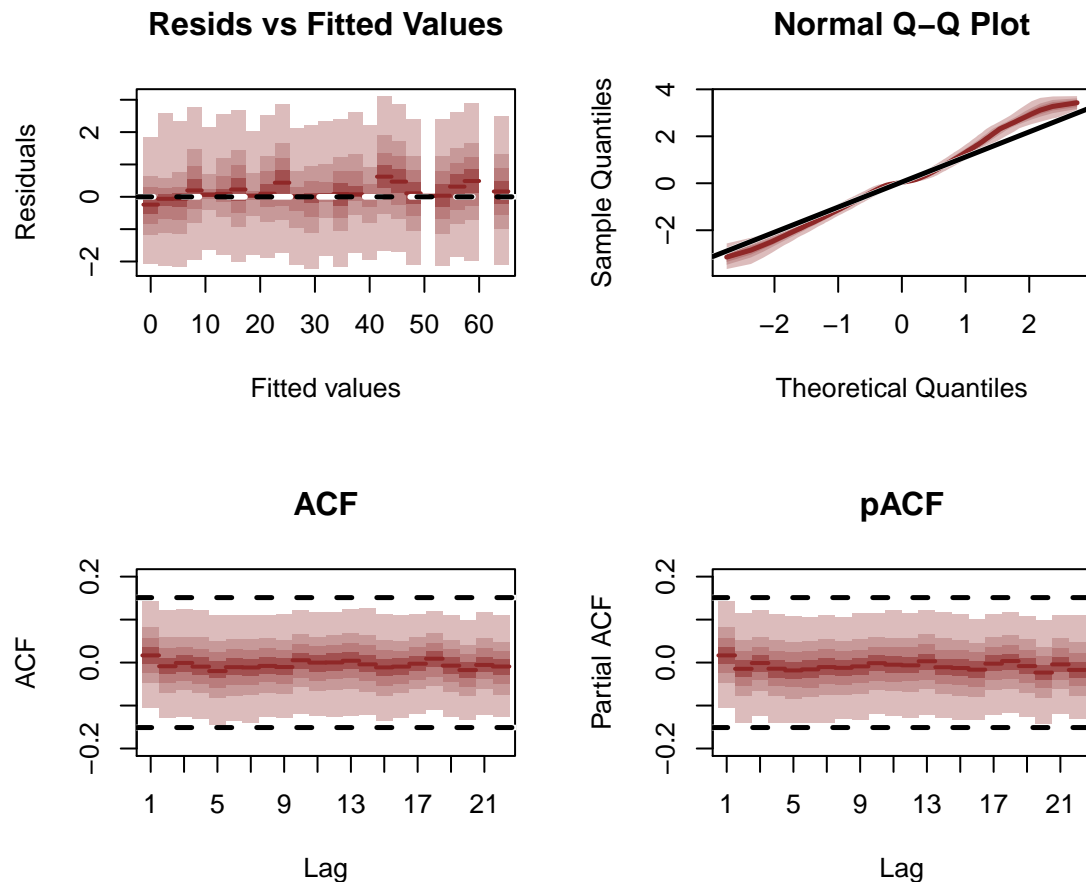 Resids vs Fitted Values
Residuals
2
0
−2
0 10 20 30 40 50 60
Fitted values
Normal Q−Q Plot
Sample Quantiles
4
2
0
−2
−2 −1 0 1 2
Theoretical Quantiles
ACF
ACF
0.2
0.0
−0.2
1 5 9 13 17 21
Lag
pACF
Partial ACF
0.2
0.0
−0.2
1 5 9 13 17 21
Lag